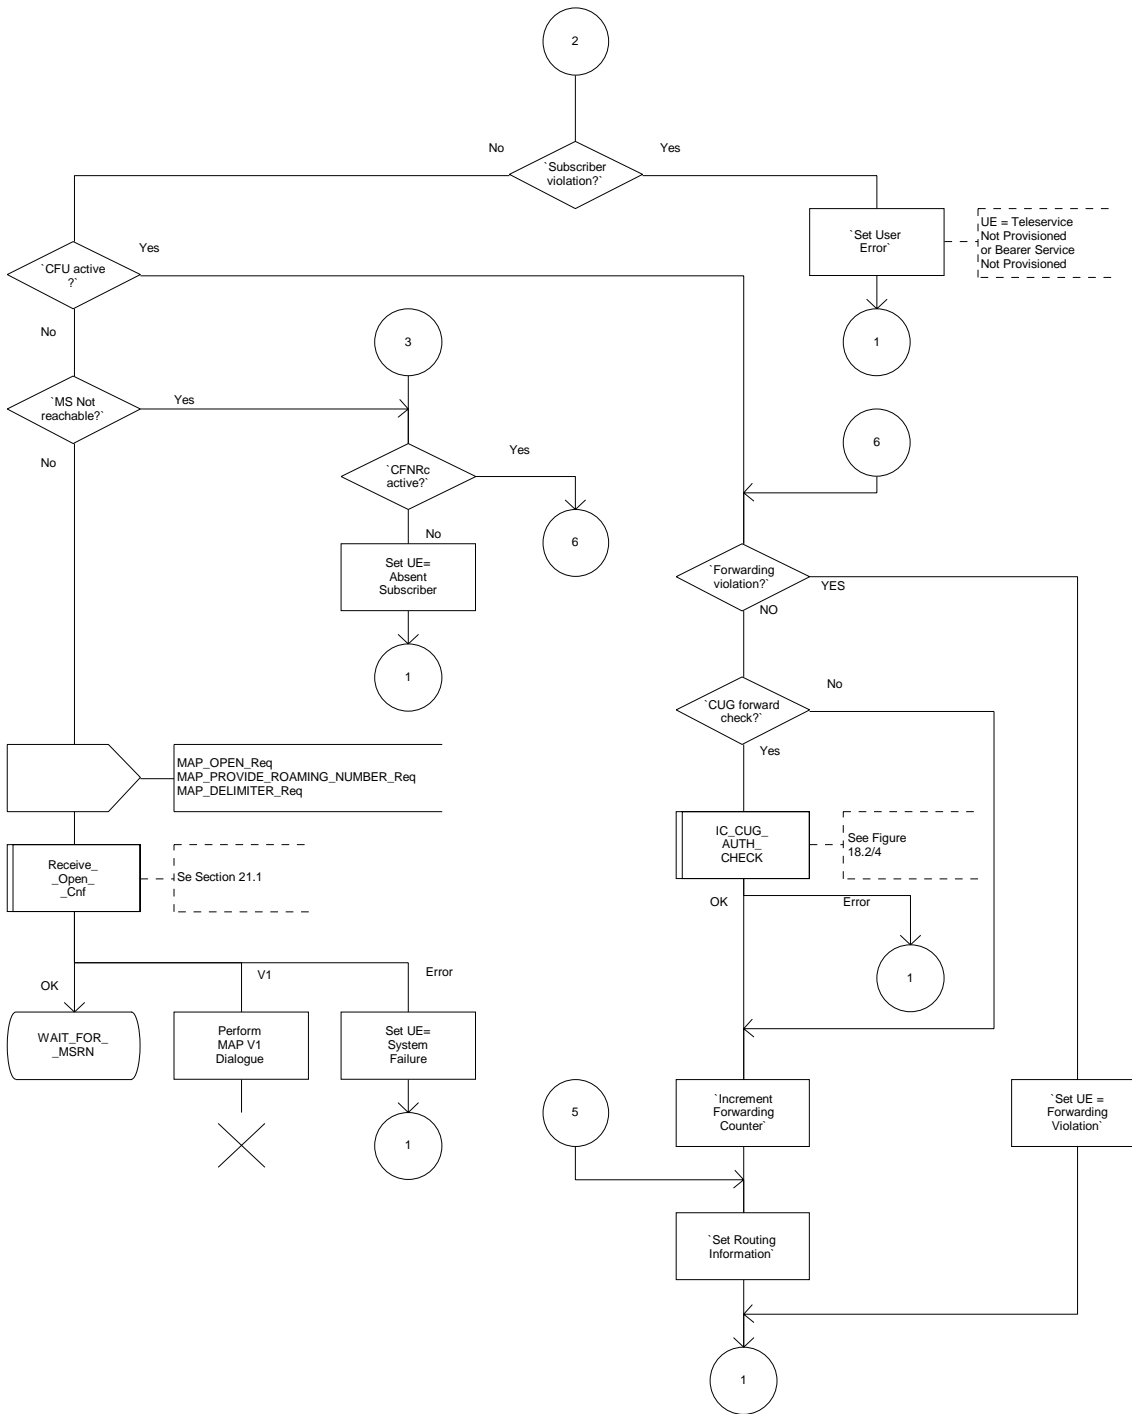 2
No
Yes
`Subscriber
violation?`
`Set User
Error`
UE = Teleservice
Not Provisioned
or Bearer Service
Not Provisioned
Yes
`CFU active
?`
No
3
1
`MS Not
reachable?`
Yes
No
6
`CFNRc
active?`
Yes
No
6
Set UE=
Absent
Subscriber
`Forwarding
violation?`
YES
NO
1
No
`CUG forward
check?`
Yes
MAP_OPEN_Req
MAP_PROVIDE_ROAMING_NUMBER_Req
MAP_DELIMITER_Req
IC_CUG_
AUTH_
CHECK
See Figure
18.2/4
Receive_
_Open_
_Cnf
Se Section 21.1
OK
Error
OK
V1
Error
1
WAIT_FOR_
_MSRN
Perform
MAP V1
Dialogue
Set UE=
System
Failure
5
`Increment
Forwarding
Counter`
`Set UE =
Forwarding
Violation`
1
`Set Routing
Information`
1